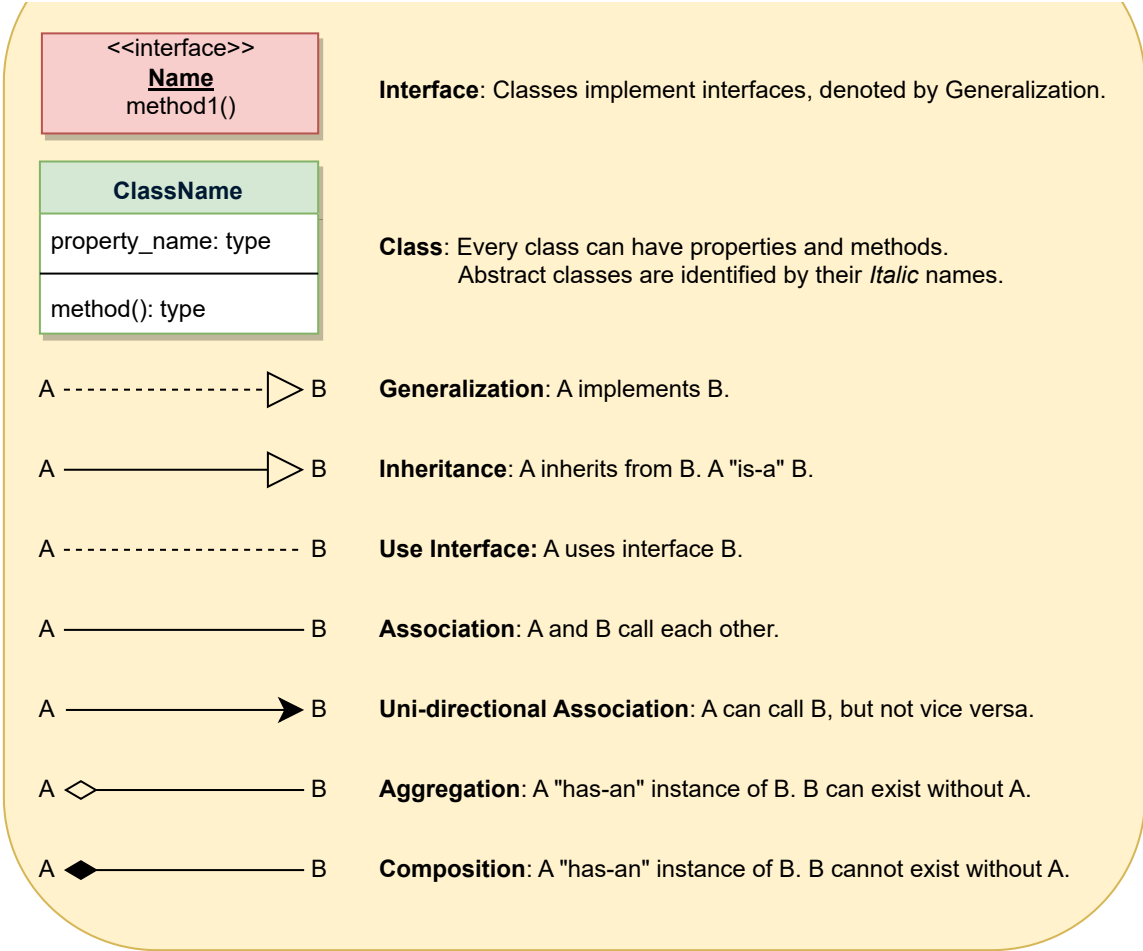 <<interface>>
Name
method1()
Interface: Classes implement interfaces, denoted by Generalization.
ClassName
property_name: type
method(): type
Class: Every class can have properties and methods.
Abstract classes are identified by their Italic names.
A B Generalization: A implements B.
A B Inheritance: A inherits from B. A "is-a" B.
A B Use Interface: A uses interface B.
A B Association: A and B call each other.
A B Uni-directional Association: A can call B, but not vice versa.
A B Aggregation: A "has-an" instance of B. B can exist without A.
A B Composition: A "has-an" instance of B. B cannot exist without A.